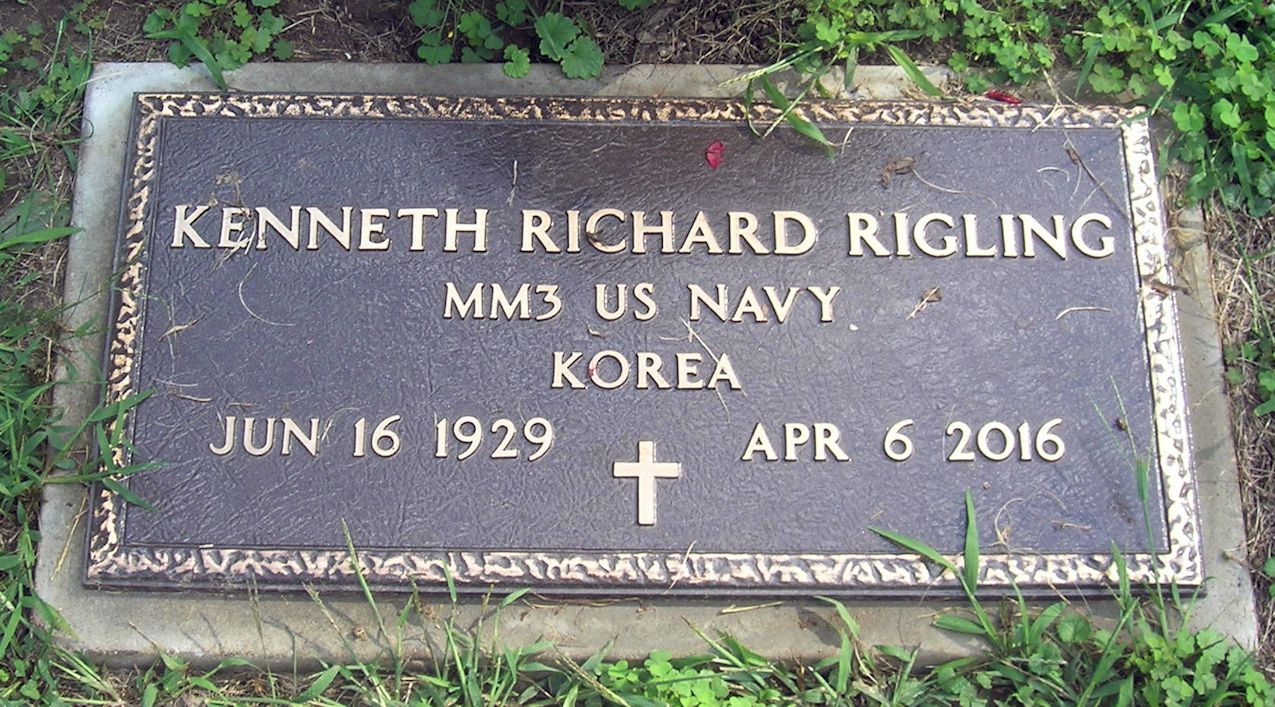 KENNETH RICHARD RIGLING
MM3 US NAVY
KOREA
JUN 16 1929 APR 6 2016